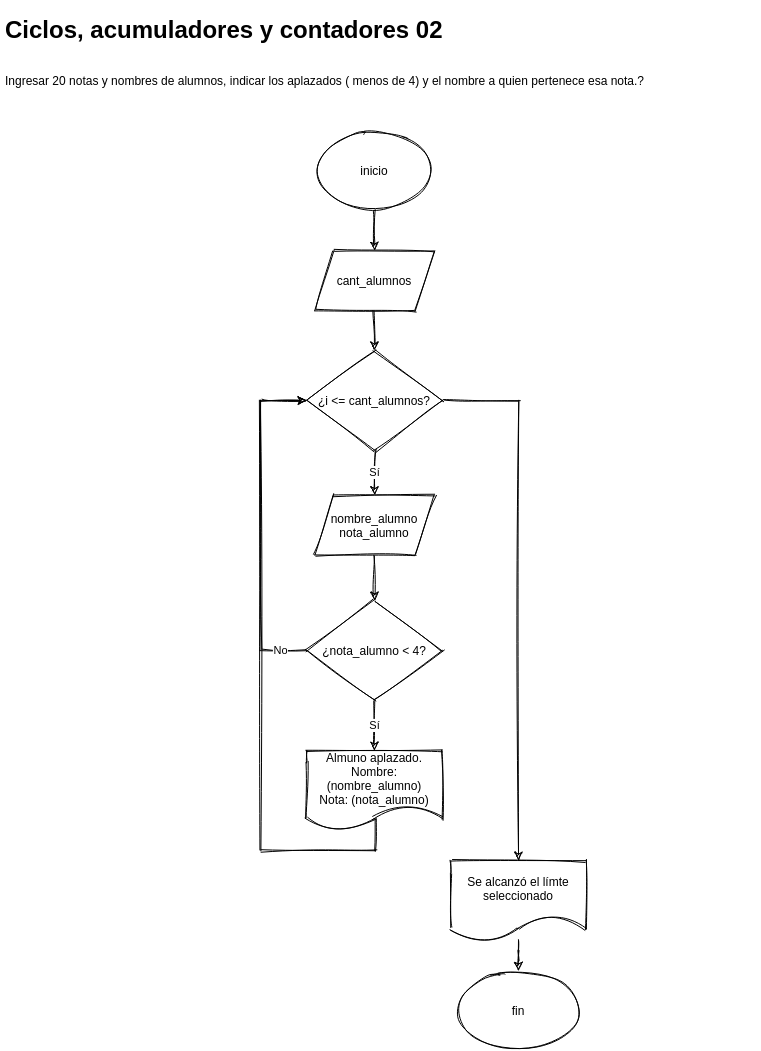 Ciclos, acumuladores y contadores 02
Ingresar 20 notas y nombres de alumnos, indicar los aplazados ( menos de 4) y el nombre a quien pertenece esa nota.?
inicio
cant_alumnos
¿i <= cant_alumnos?
Sí
nombre_alumno
nota_alumno
No
¿nota_alumno < 4?
Sí
Almuno aplazado.
Nombre:
(nombre_alumno)
Nota: (nota_alumno)
Se alcanzó el límte
seleccionado
fin